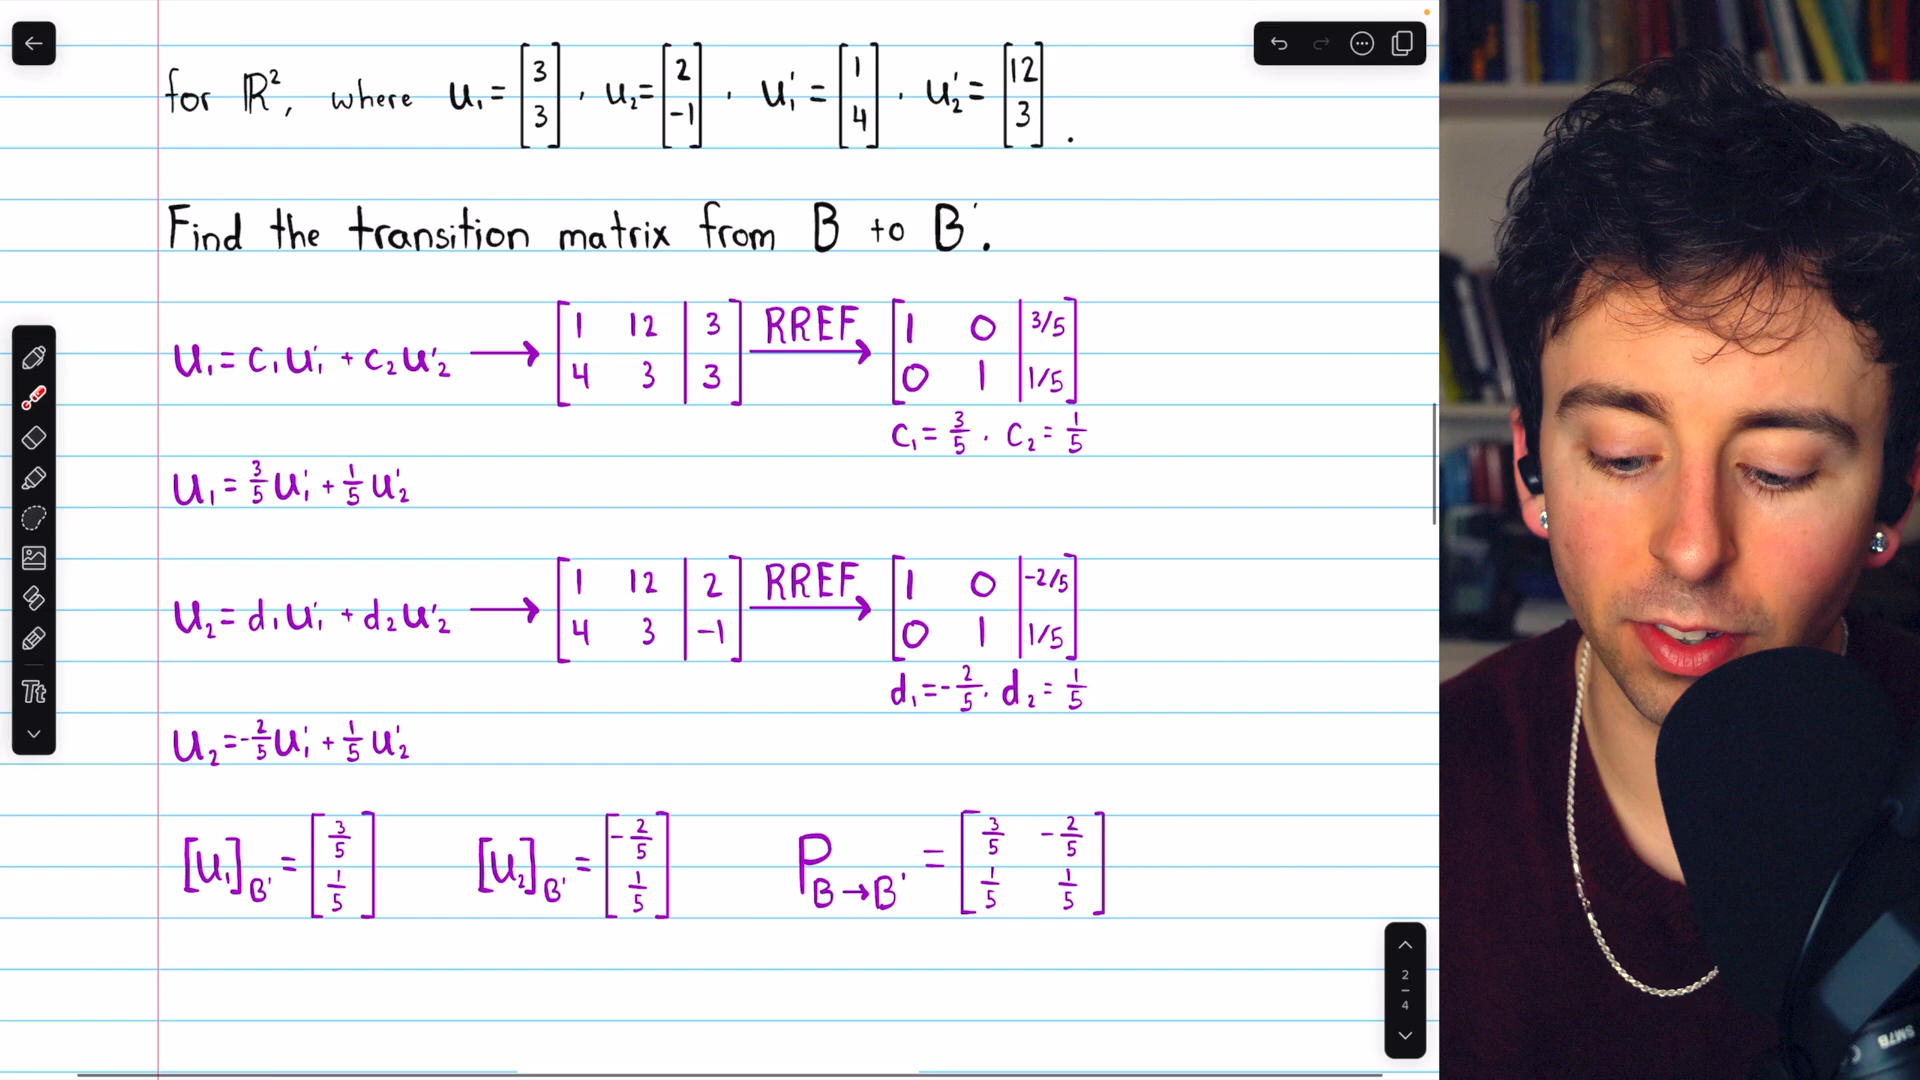 for ℝ², where u₁ = [3 3], u₂ = [2 -1], u₁' = [1 4], u₂' = [12 3].
Find the transition matrix from B to B'.
u₁ = c₁u₁' + c₂u₂' → [1 12 | 3; 4 3 | 3] RREF → [1 0 | 3/5; 0 1 | 1/5]
c₁ = 3/5, c₂ = 1/5
u₁ = 3/5 u₁' + 1/5 u₂'
u₂ = d₁u₁' + d₂u₂' → [1 12 | 2; 4 3 | -1] RREF → [1 0 | -2/5; 0 1 | 1/5]
d₁ = -2/5, d₂ = 1/5
u₂ = -2/5 u₁' + 1/5 u₂'
[u₁]B' = [3/5 1/5] [u₂]B' = [-2/5 1/5] P B→B' = [3/5 -2/5; 1/5 1/5]
Tt
2
–
4
SM7B